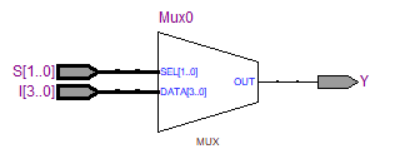 Mux0
S[1..0] SEL[1..0]
I[3..0] DATA[3..0]
OUT Y
MUX